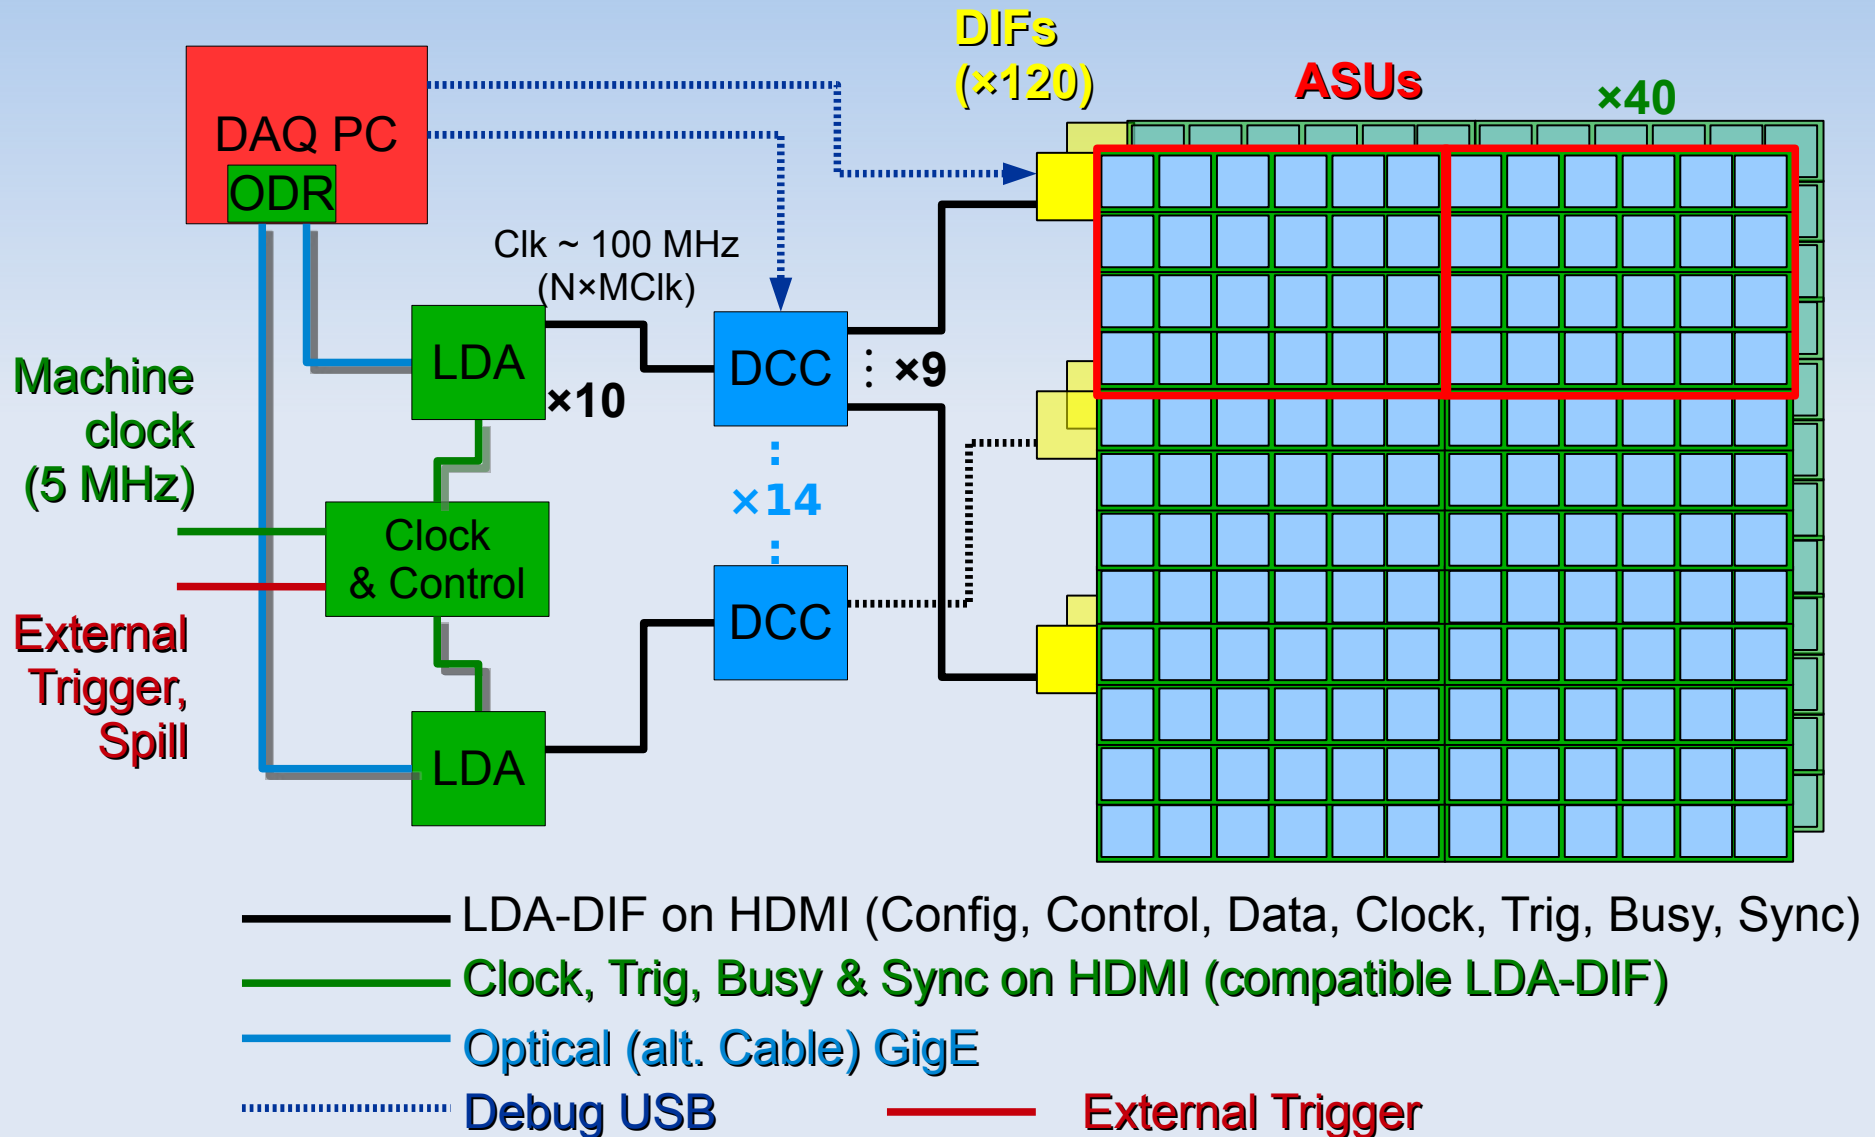 DIFs
(×120)
ASUs
×40
DAQ PC
ODR
Clk ~ 100 MHz
(N×MClk)
LDA
×10
DCC
×9
Machine
clock
(5 MHz)
×14
Clock
& Control
DCC
External
Trigger,
Spill
LDA
LDA-DIF on HDMI (Config, Control, Data, Clock, Trig, Busy, Sync)
Clock, Trig, Busy & Sync on HDMI (compatible LDA-DIF)
Optical (alt. Cable) GigE
Debug USB
External Trigger